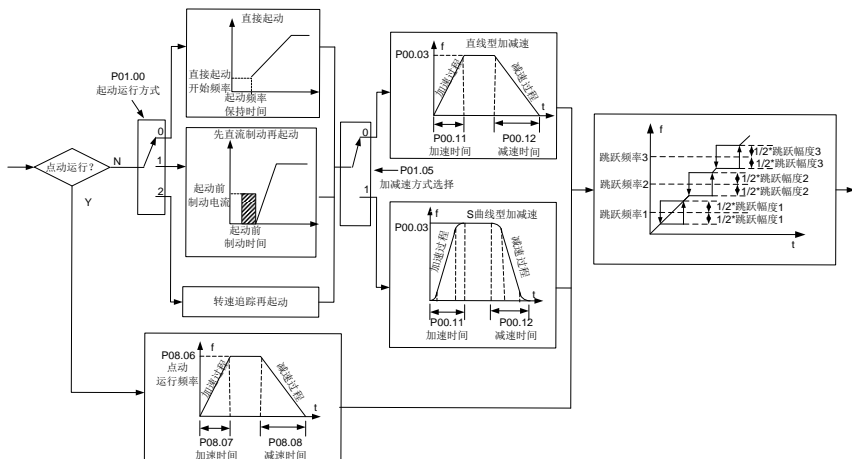 点动运行？
N
Y
P01.00
起动运行方式
0
1
2
直接起动
直接起动
开始频率
起动频率
保持时间
先直流制动再起动
起动前
制动电流
起动前
制动时间
转速追踪再起动
0
1
P01.05
加减速方式选择
f
直线型加减速
P00.03
加速过程
减速过程
t
P00.11
加速时间
P00.12
减速时间
f
S曲线型加减速
P00.03
加速过程
减速过程
t
P00.11
加速时间
P00.12
减速时间
f
P08.06
点动
运行频率
加速过程
减速过程
t
P08.07
加速时间
P08.08
减速时间
f
跳跃频率3
1/2*跳跃幅度3
1/2*跳跃幅度3
跳跃频率2
1/2*跳跃幅度2
1/2*跳跃幅度2
跳跃频率1
1/2*跳跃幅度1
1/2*跳跃幅度1
t